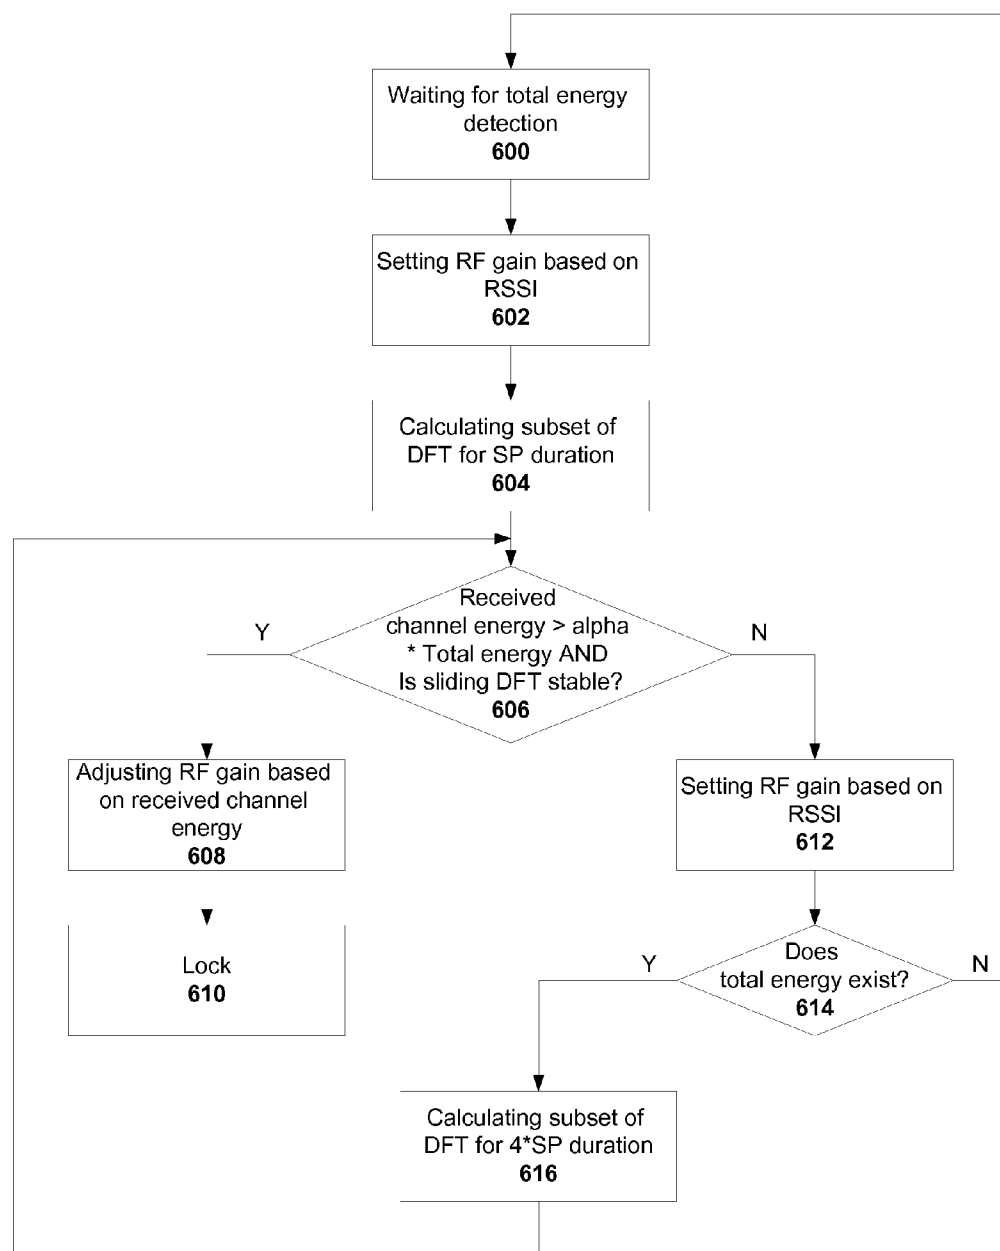 Waiting for total energy
detection
600
Setting RF gain based on
RSSI
602
Calculating subset of
DFT for SP duration
604
Received
channel energy > alpha
* Total energy AND
Is sliding DFT stable?
606
Y
N
Adjusting RF gain based
on received channel
energy
608
Setting RF gain based on
RSSI
612
Lock
610
Does
total energy exist?
614
Y
N
Calculating subset of
DFT for 4*SP duration
616